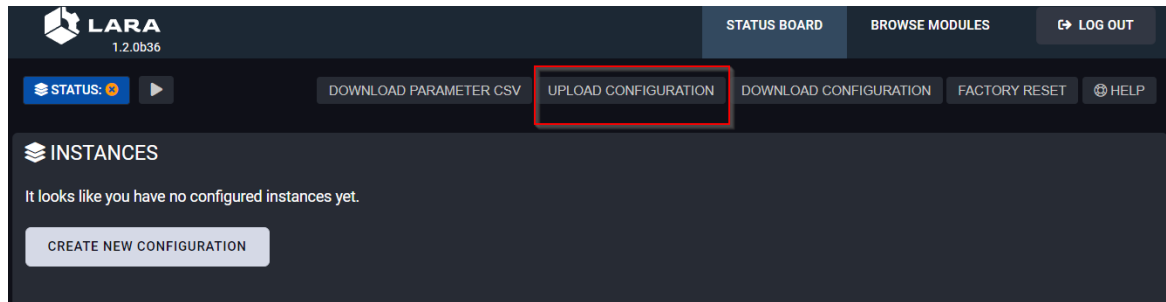 LARA
1.2.0b36
STATUS BOARD
BROWSE MODULES
LOG OUT
STATUS:
DOWNLOAD PARAMETER CSV
UPLOAD CONFIGURATION
DOWNLOAD CONFIGURATION
FACTORY RESET
HELP
INSTANCES
It looks like you have no configured instances yet.
CREATE NEW CONFIGURATION